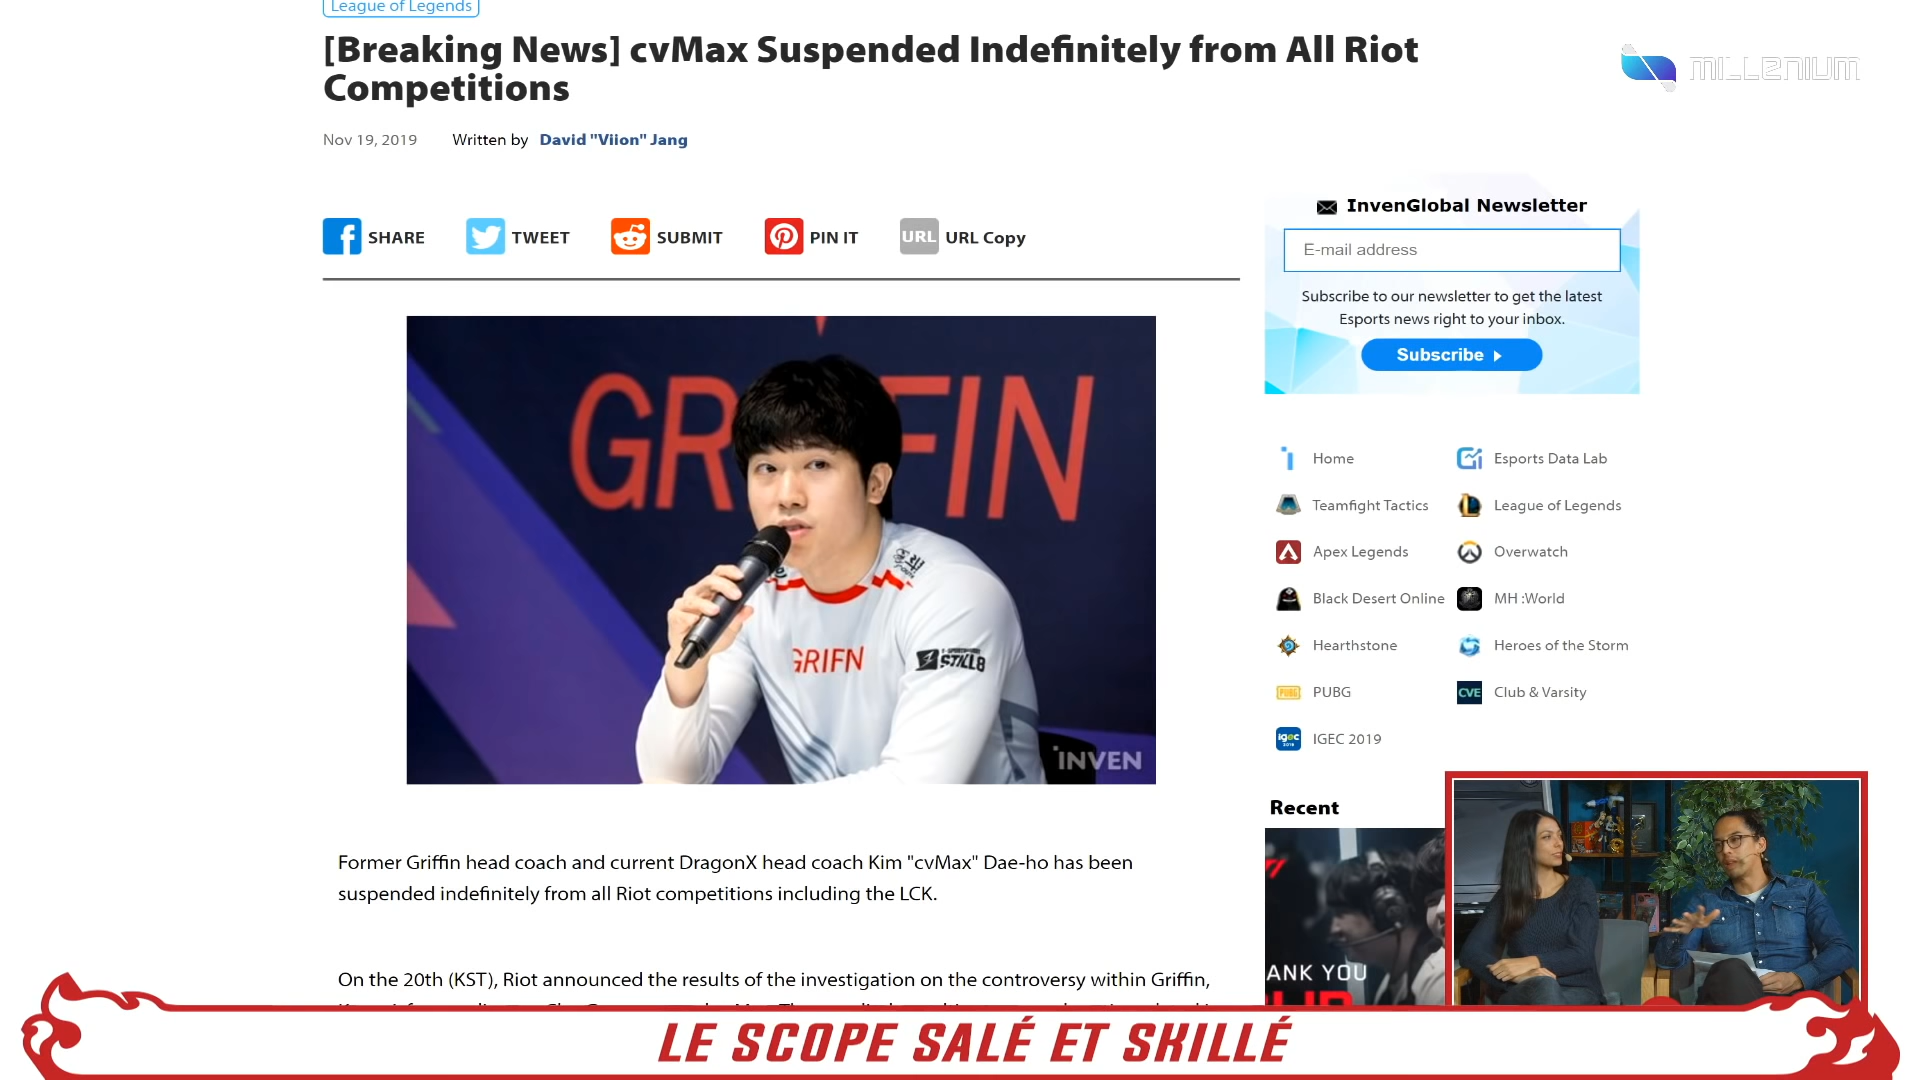 League of Legends
[Breaking News] cvMax Suspended Indefinitely from All Riot
Competitions
MILLENIUM
Nov 19, 2019 Written by David "Viion" Jang
SHARE TWEET SUBMIT PIN IT URL URL Copy
InvenGlobal Newsletter
E-mail address
Subscribe to our newsletter to get the latest
Esports news right to your inbox.
Subscribe
GRIFFIN
GRIFN
STILL8
INVEN
Home
Esports Data Lab
Teamfight Tactics
League of Legends
Apex Legends
Overwatch
Black Desert Online
MH :World
Hearthstone
Heroes of the Storm
PUBG
PUBG
CVE
Club & Varsity
igec
2019
IGEC 2019
Recent
ANK YOU
Former Griffin head coach and current DragonX head coach Kim "cvMax" Dae-ho has been
suspended indefinitely from all Riot competitions including the LCK.
On the 20th (KST), Riot announced the results of the investigation on the controversy within Griffin,
LE SCOPE SALÉ ET SKILLÉ